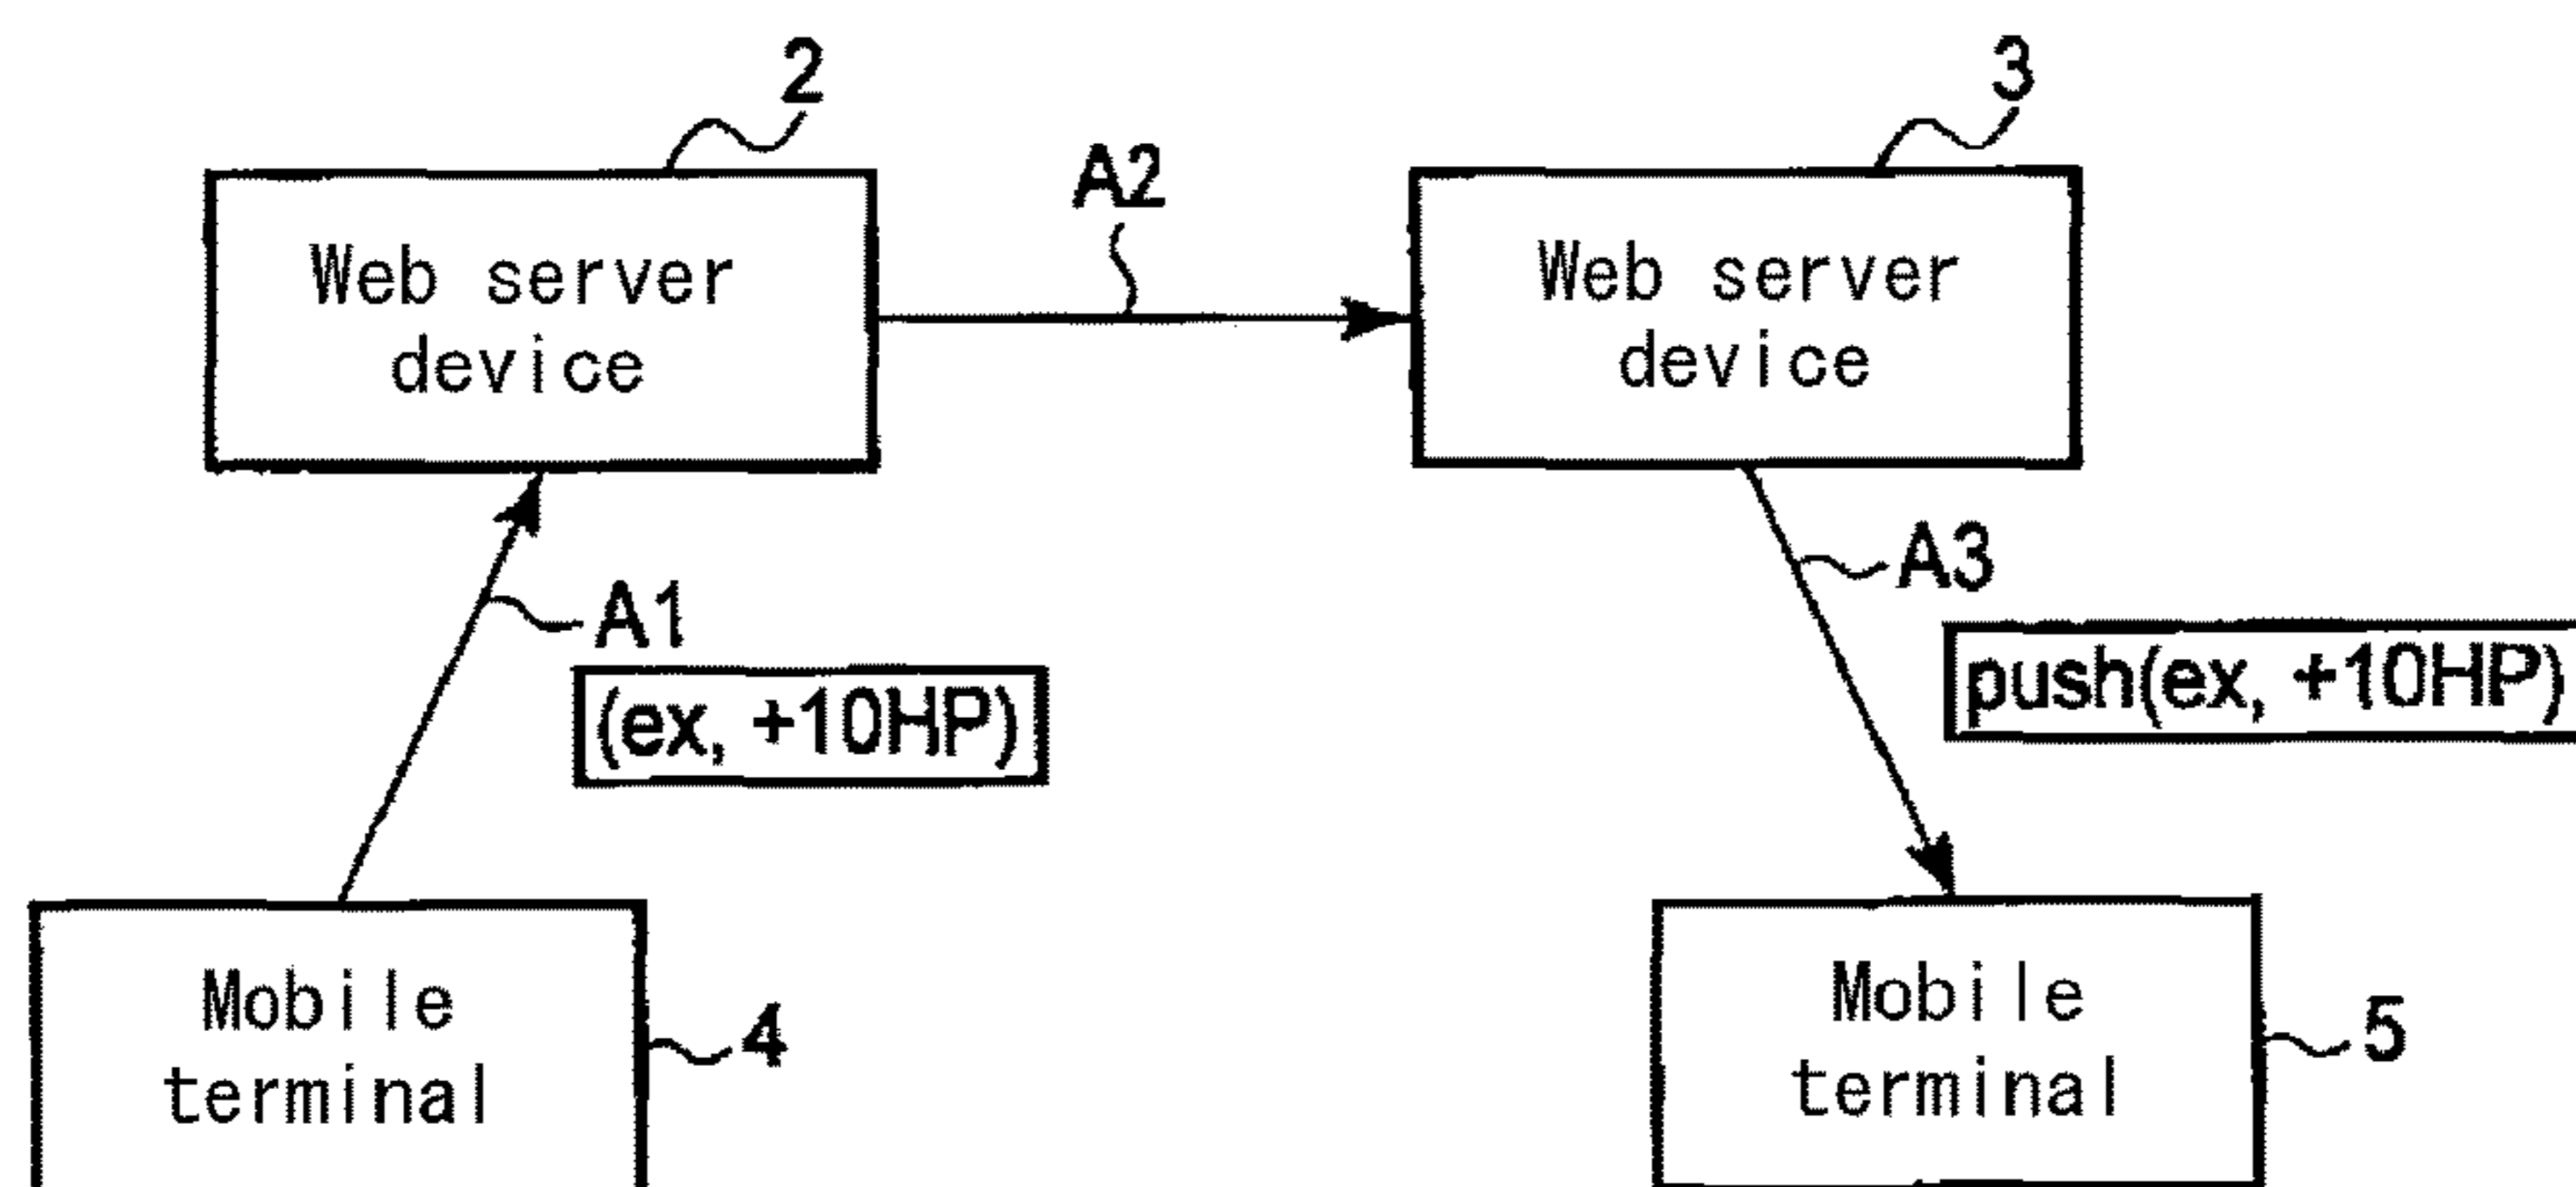 2
3
A2
Web server
device
Web server
device
A1
A3
(ex, +10HP)
push(ex, +10HP)
Mobile
terminal
4
Mobile
terminal
5